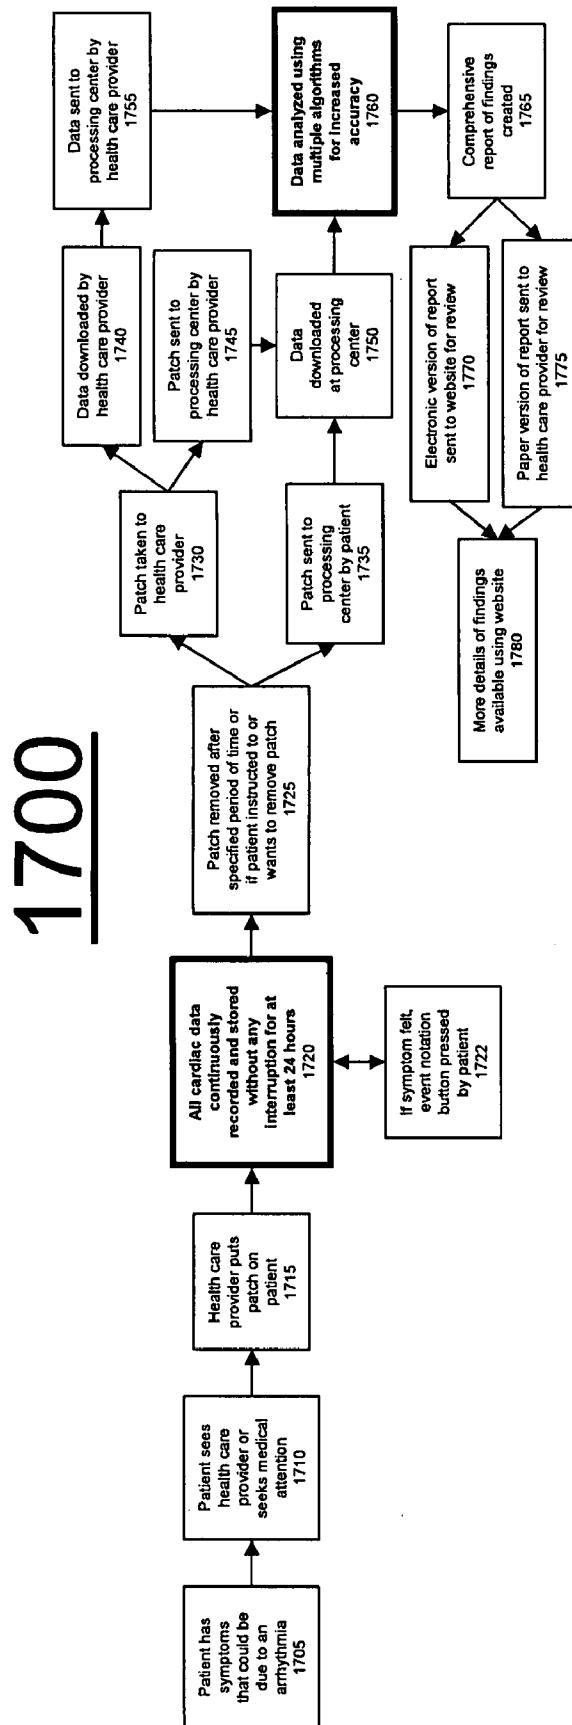 1700
Patient has
symptoms
that could be
due to an
arrhythmia
1705
Patient sees
health care
provider or
seeks medical
attention
1710
Health care
provider puts
patch on
patient
1715
All cardiac data
continuously
recorded and stored
without any
interruption for at
least 24 hours
1720
If symptom felt,
event notation
button pressed
by patient
1722
Patch removed after
specified period of time or
if patient instructed to or
wants to remove patch
1725
Patch taken to
health care
provider
1730
Patch sent to
processing
center by patient
1735
Data downloaded by
health care provider
1740
Patch sent to
processing center by
health care provider
1745
Data
downloaded
at processing
center
1750
Data sent to
processing center by
health care provider
1755
Data analyzed using
multiple algorithms
for increased
accuracy
1760
Comprehensive
report of findings
created
1765
Electronic version of report
sent to website for review
1770
Paper version of report sent to
health care provider for review
1775
More details of findings
available using website
1780